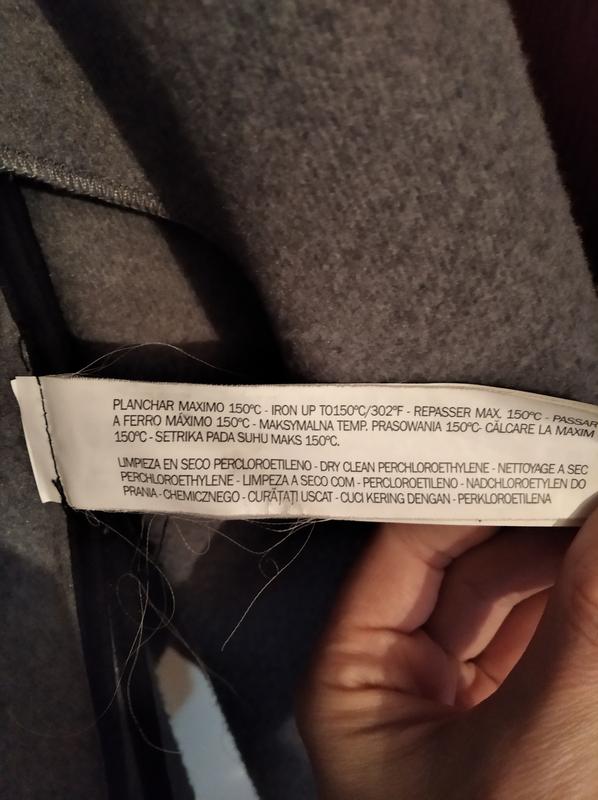 PLANCHAR MAXIMO 150ºC - IRON UP TO150ºC/302ºF - REPASSER MAX. 150ºC - PASSAR
A FERRO MÁXIMO 150ºC - MAKSYMALNA TEMP. PRASOWANIA 150ºC- CĂLCARE LA MAXIM
150ºC - SETRIKA PADA SUHU MAKS 150ºC.
LIMPIEZA EN SECO PERCLOROETILENO - DRY CLEAN PERCHLOROETHYLENE - NETTOYAGE A SEC
PERCHLOROETHYLENE - LIMPEZA A SECO COM - PERCLOROETILENO - NADCHLOROETYLEN DO
PRANIA - CHEMICZNEGO - CURĂTATI USCAT - CUCI KERING DENGAN - PERKLOROETILENA